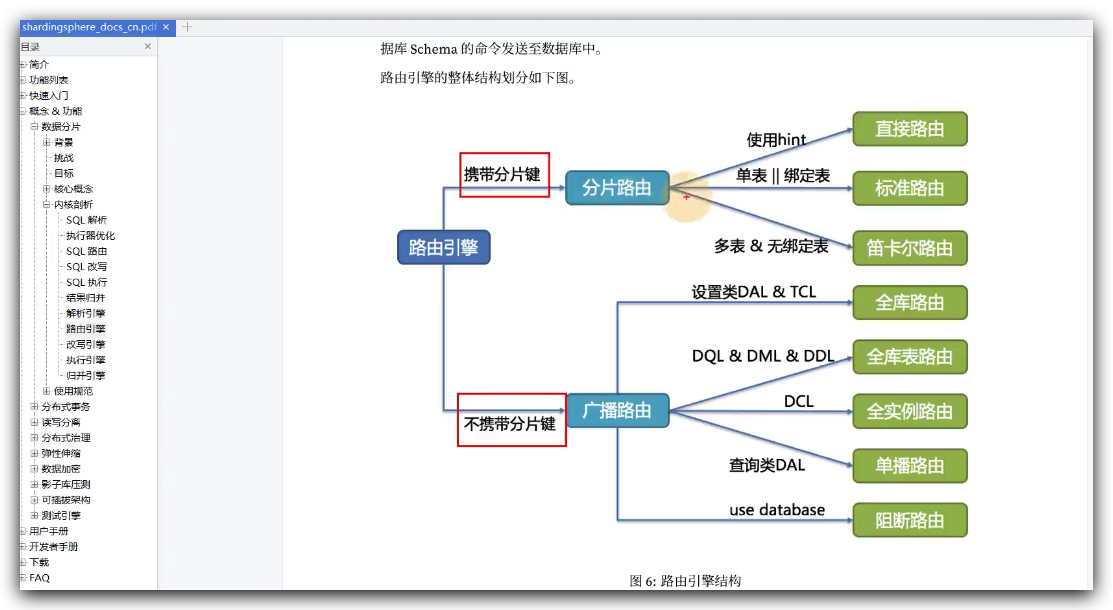 shardingsphere_docs_cn.pdf
目录
简介
功能列表
快速入门
概念 & 功能
数据分片
背景
挑战
目标
核心概念
内核剖析
SQL 解析
执行器优化
SQL 路由
SQL 改写
SQL 执行
结果归并
解析引擎
路由引擎
改写引擎
执行引擎
归并引擎
使用规范
分布式事务
读写分离
分布式治理
弹性伸缩
数据加密
影子库压测
可插拔架构
测试引擎
用户手册
开发者手册
下载
FAQ
据库 Schema 的命令发送至数据库中。
路由引擎的整体结构划分如下图。
路由引擎
携带分片键
分片路由
使用hint
直接路由
单表 || 绑定表
标准路由
多表 & 无绑定表
笛卡尔路由
不携带分片键
广播路由
设置类DAL & TCL
全库路由
DQL & DML & DDL
全库表路由
DCL
全实例路由
查询类DAL
单播路由
use database
阻断路由
图 6: 路由引擎结构